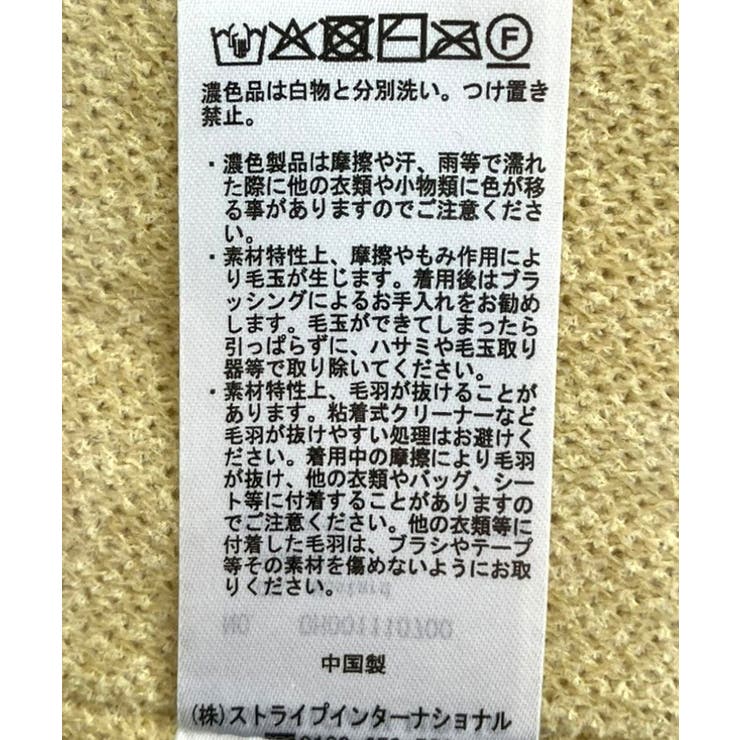 F
濃色品は白物と分別洗い。つけ置き
禁止。
・濃色製品は摩擦や汗、雨等で濡れ
た際に他の衣類や小物類に色が移
る事がありますのでご注意くださ
い。
・素材特性上、摩擦やもみ作用によ
り毛玉が生じます。着用後はブラ
ッシングによるお手入れをお勧め
します。毛玉ができてしまったら
引っぱらずに、ハサミや毛玉取り
器等で取り除いてください。
・素材特性上、毛羽が抜けることが
あります。粘着式クリーナーなど
毛羽が抜けやすい処理はお避けく
ださい。着用中の摩擦により毛羽
が抜け、他の衣類やバッグ、シー
ト等に付着することがありますの
でご注意ください。他の衣類等に
付着した毛羽は、ブラシやテープ
等その素材を傷めないようにお取
りください。
NO 0H001110700
中国製
(株)ストライプインターナショナル